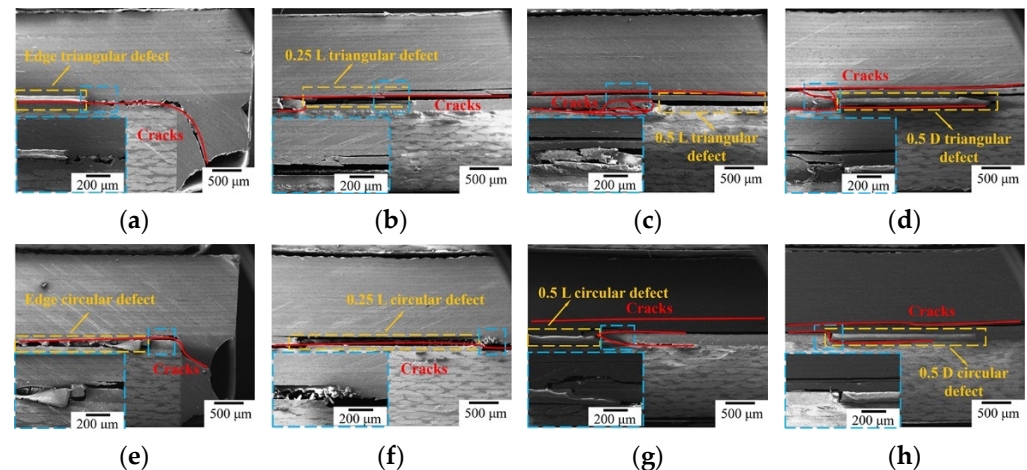 Edge triangular defect
Cracks
200 μm
500 μm
(a)
0.25 L triangular defect
Cracks
200 μm
500 μm
(b)
Cracks
0.5 L triangular
defect
200 μm
500 μm
(c)
Cracks
0.5 D triangular
defect
200 μm
500 μm
(d)
Edge circular defect
Cracks
200 μm
500 μm
(e)
0.25 L circular defect
Cracks
200 μm
500 μm
(f)
0.5 L circular defect
Cracks
200 μm
500 μm
(g)
Cracks
0.5 D circular
defect
200 μm
500 μm
(h)